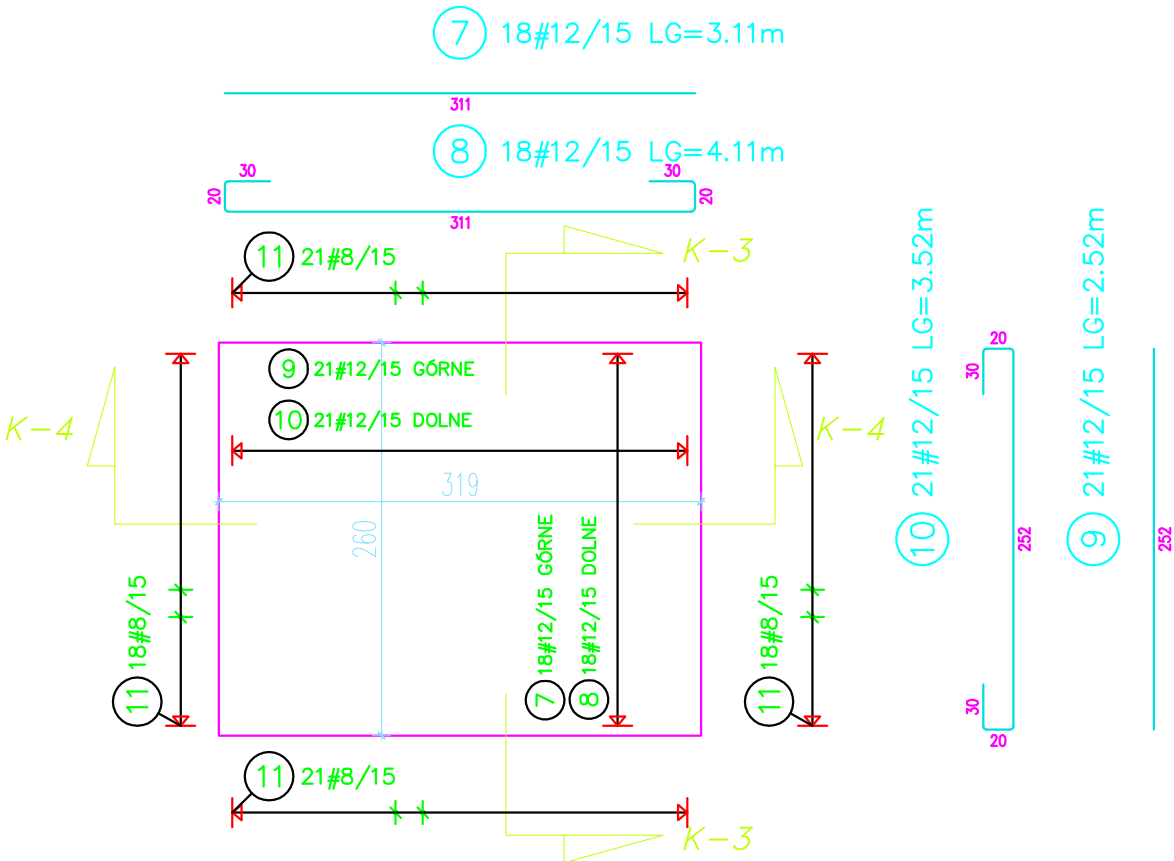 7 18#12/15 LG=3.11m
311
8 18#12/15 LG=4.11m
30
30
20
20
311
11 21#8/15
K-3
9 21#12/15 GÓRNE
10 21#12/15 DOLNE
K-4
K-4
319
260
7 18#12/15 GÓRNE
8 18#12/15 DOLNE
11 18#8/15
11 18#8/15
11 21#8/15
K-3
10 21#12/15 LG=3.52m
20
30
252
30
20
9 21#12/15 LG=2.52m
252